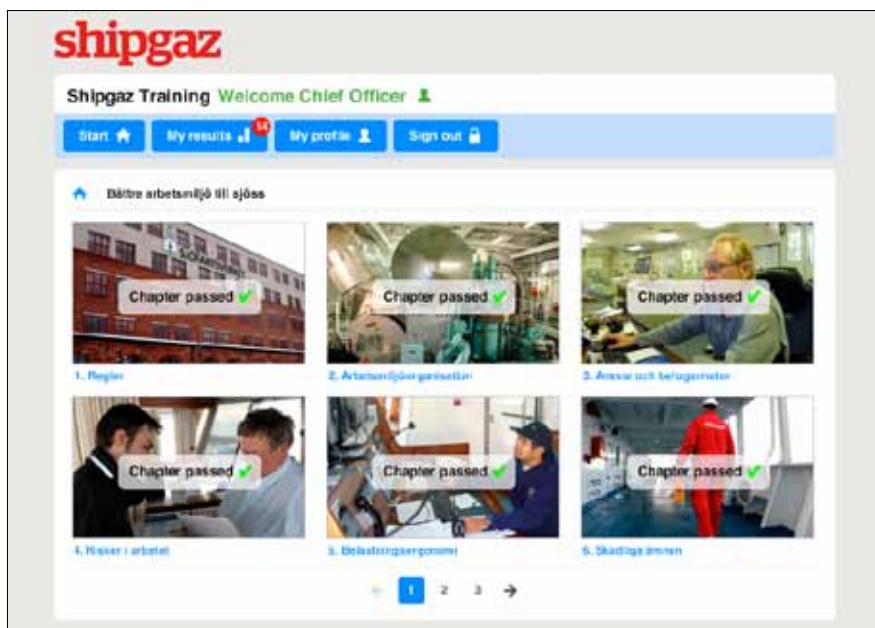 shipgaz
Shipgaz Training Welcome Chief Officer
Start My results 14 My profile Sign out
Bättre arbetsmiljö till sjöss
Chapter passed Chapter passed Chapter passed
1. Regler 2. Arbetsmiljöorganisation 3. Ansvar och befogenheter
Chapter passed Chapter passed Chapter passed
4. Risker i arbetet 5. Belastningsergonomi 6. Skadliga ämnen
1 2 3